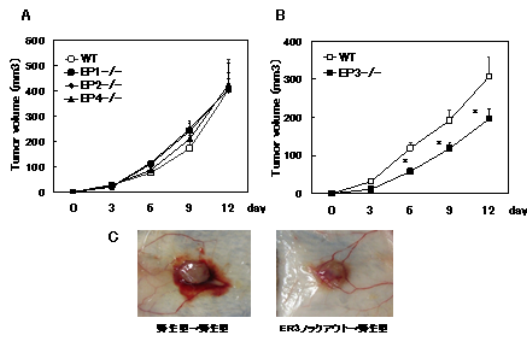 A
B
Tumor volume (mm3)
600
500
400
300
200
100
0
WT
EP1-/-
EP2-/-
EP4-/-
0 3 6 9 12 day
Tumor volume (mm3)
400
300
200
100
0
WT
EP3-/-
* * *
0 3 6 9 12 day
C
野生型→野生型
ER3ノックアウト→野生型